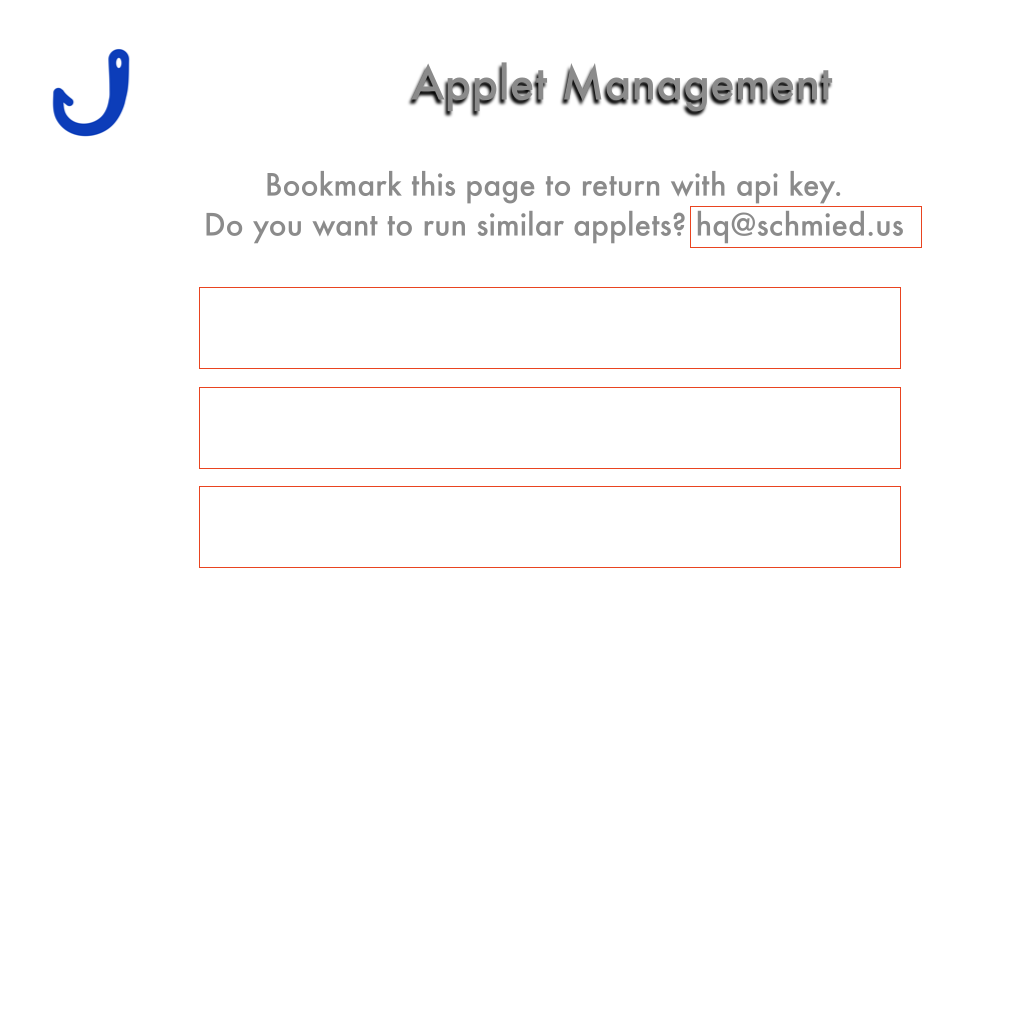 Applet Management
Bookmark this page to return with api key.
Do you want to run similar applets? hq@schmied.us